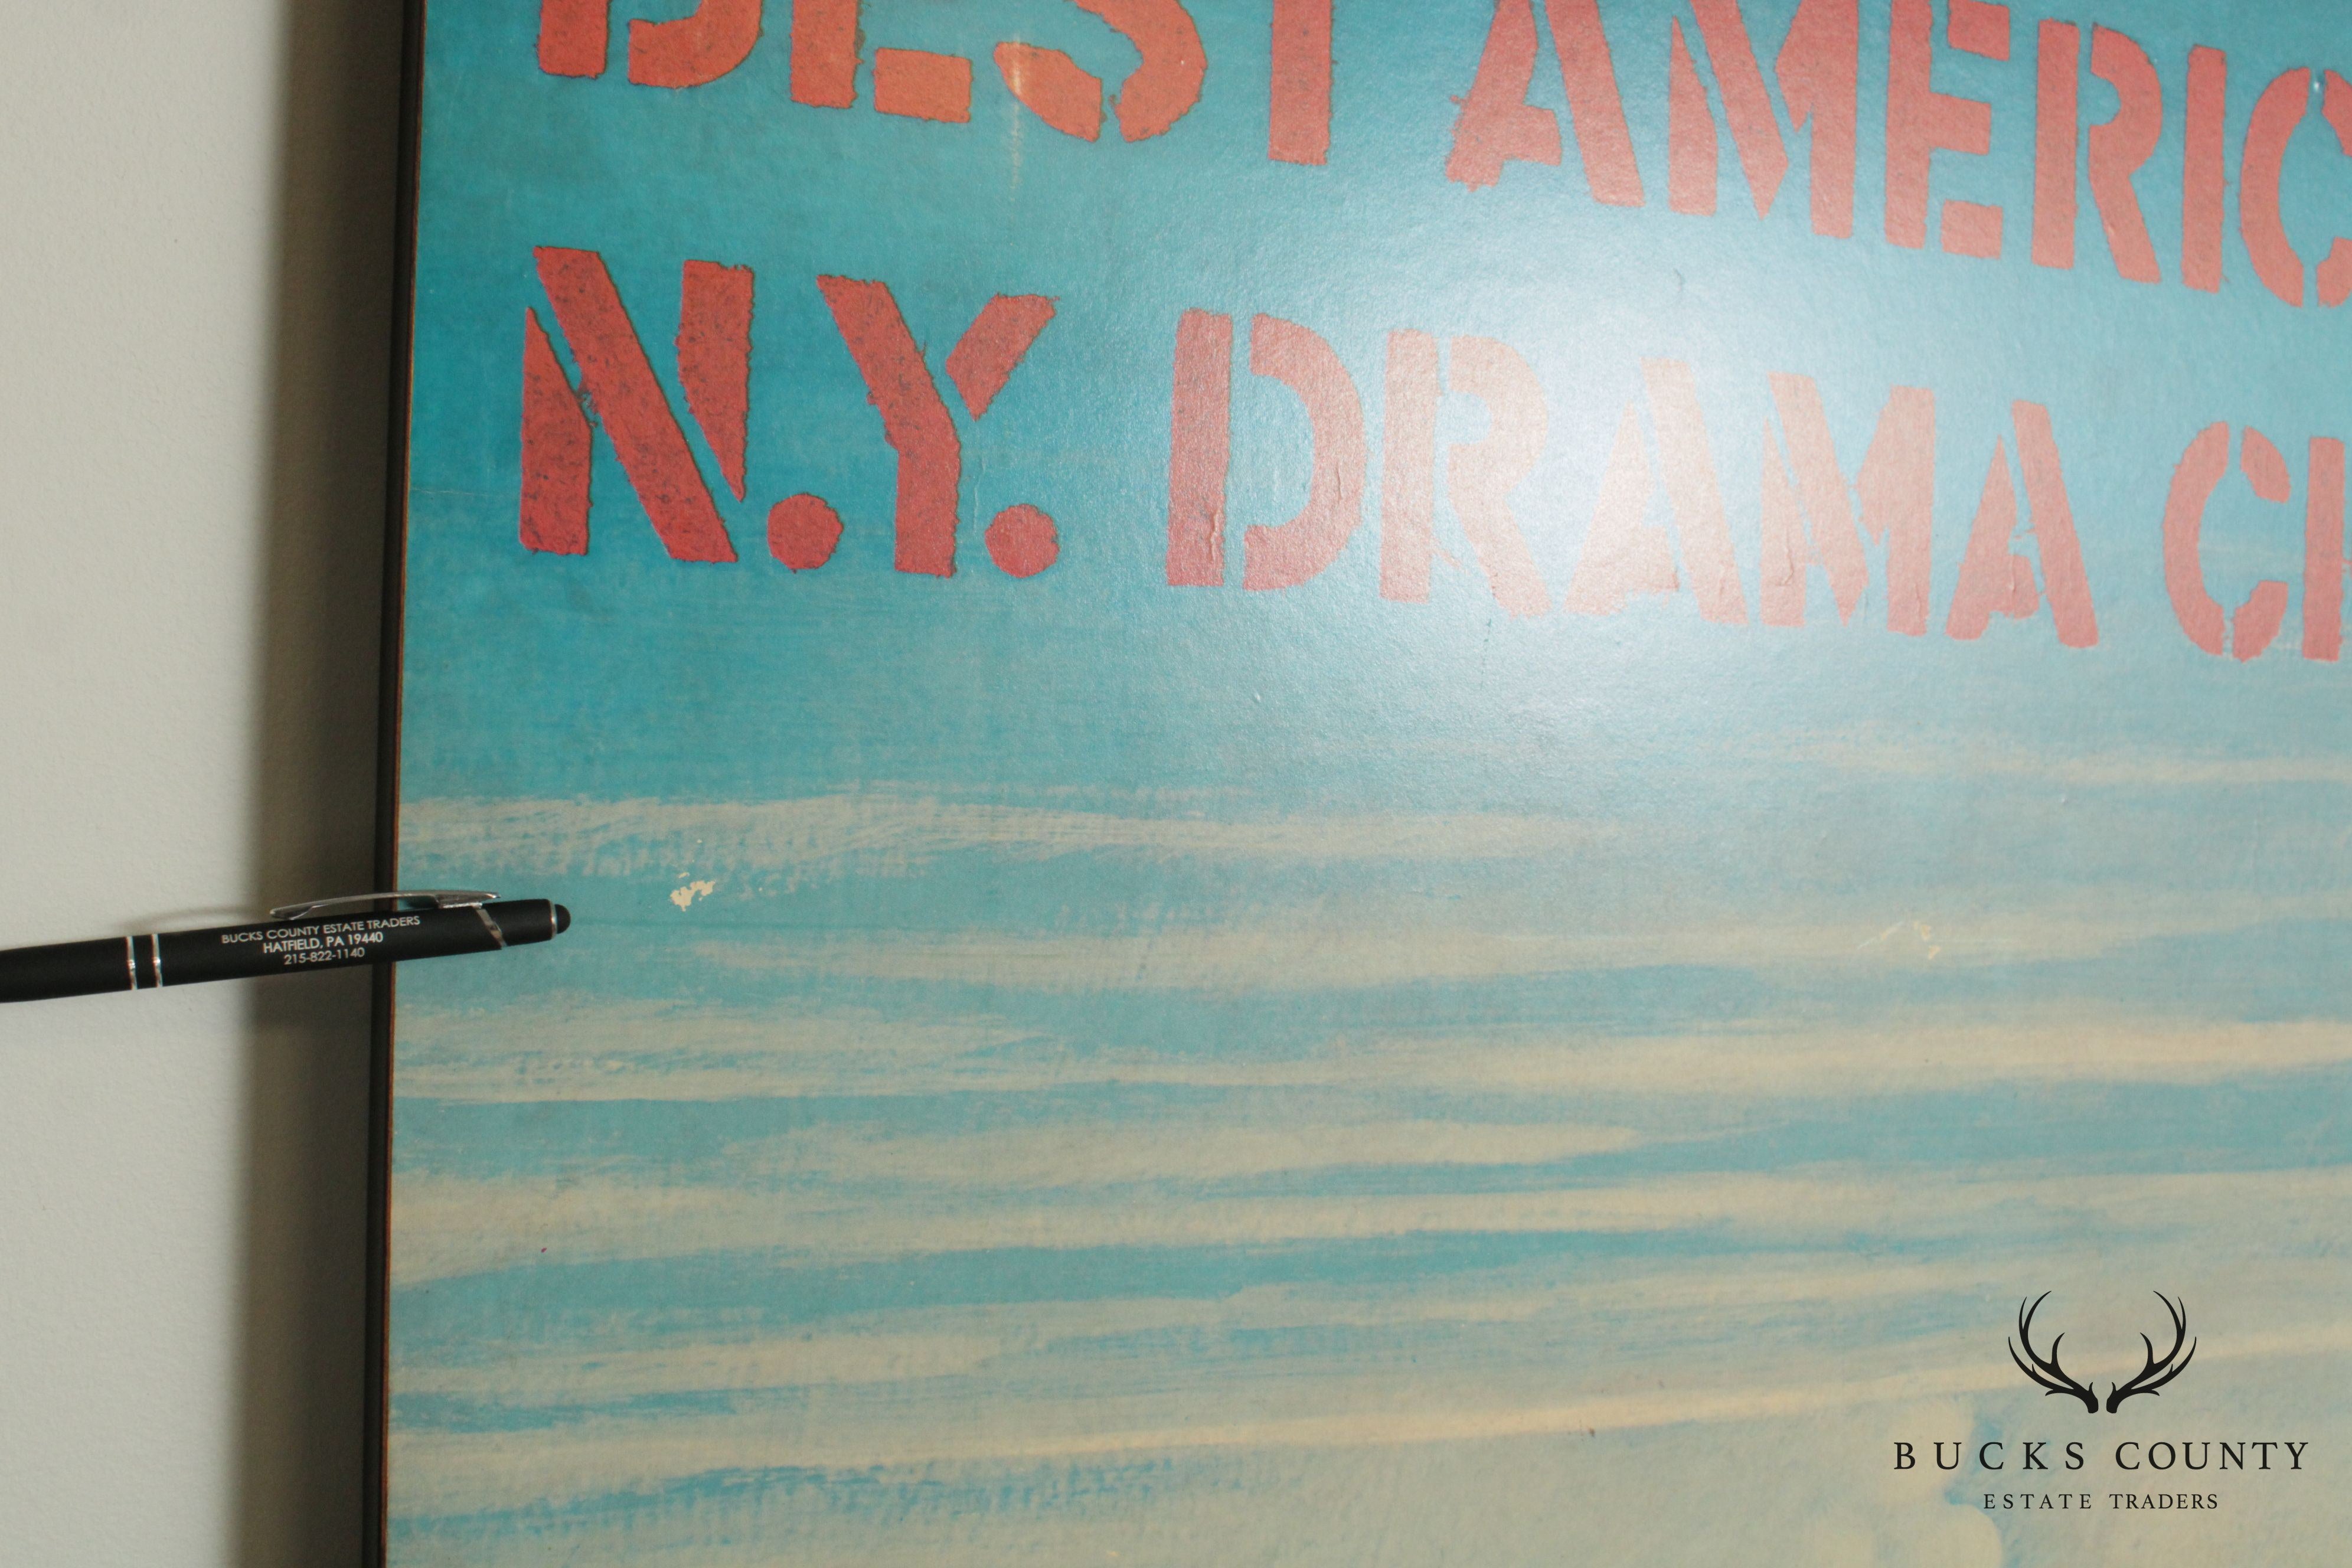 BEST AMERIC
N.Y. DRAMA C
BUCKS COUNTY ESTATE TRADERS
HATFIELD, PA 19440
215-822-1140
BUCKS COUNTY
ESTATE TRADERS